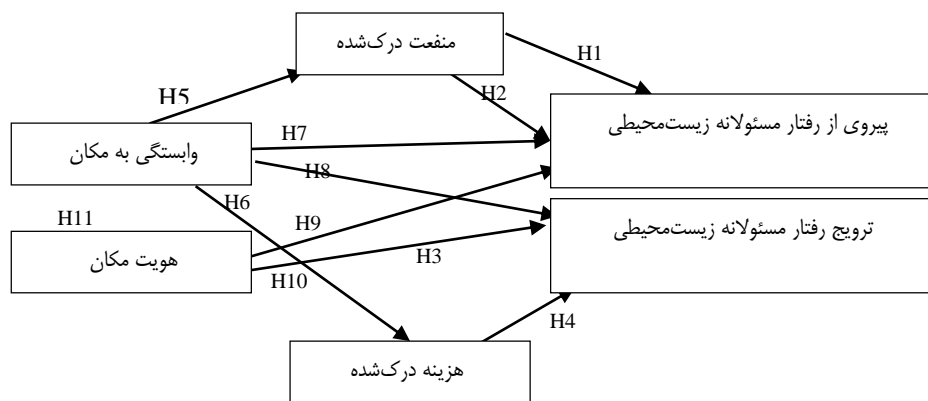 منفعت درک‌شده
H1
H5
H2
پیروی از رفتار مسئولانه زیست‌محیطی
H7
وابستگی به مکان
H8
H6
ترویج رفتار مسئولانه زیست‌محیطی
H11
H9
هویت مکان
H3
H10
H4
هزینه درک‌شده